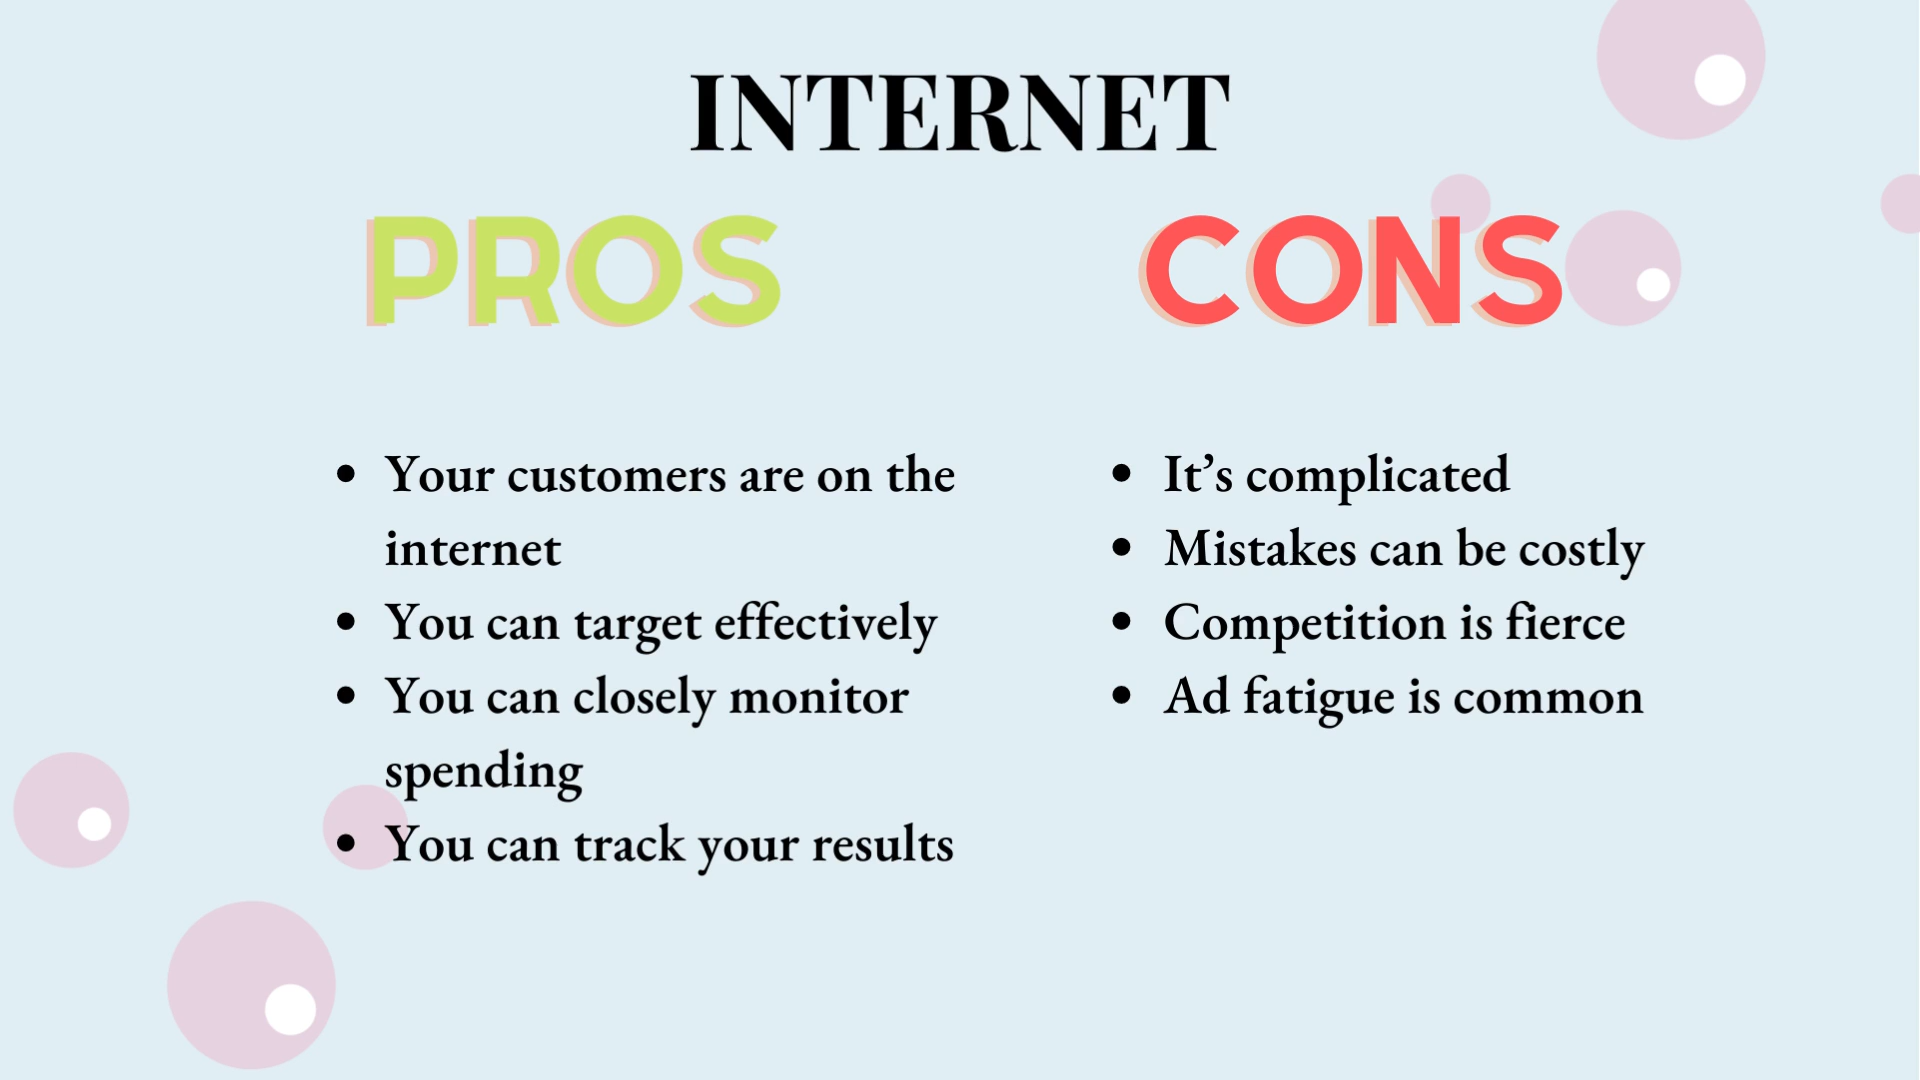 INTERNET
PROS
CONS
• Your customers are on the
internet
• You can target effectively
• You can closely monitor
spending
• You can track your results
• It’s complicated
• Mistakes can be costly
• Competition is fierce
• Ad fatigue is common